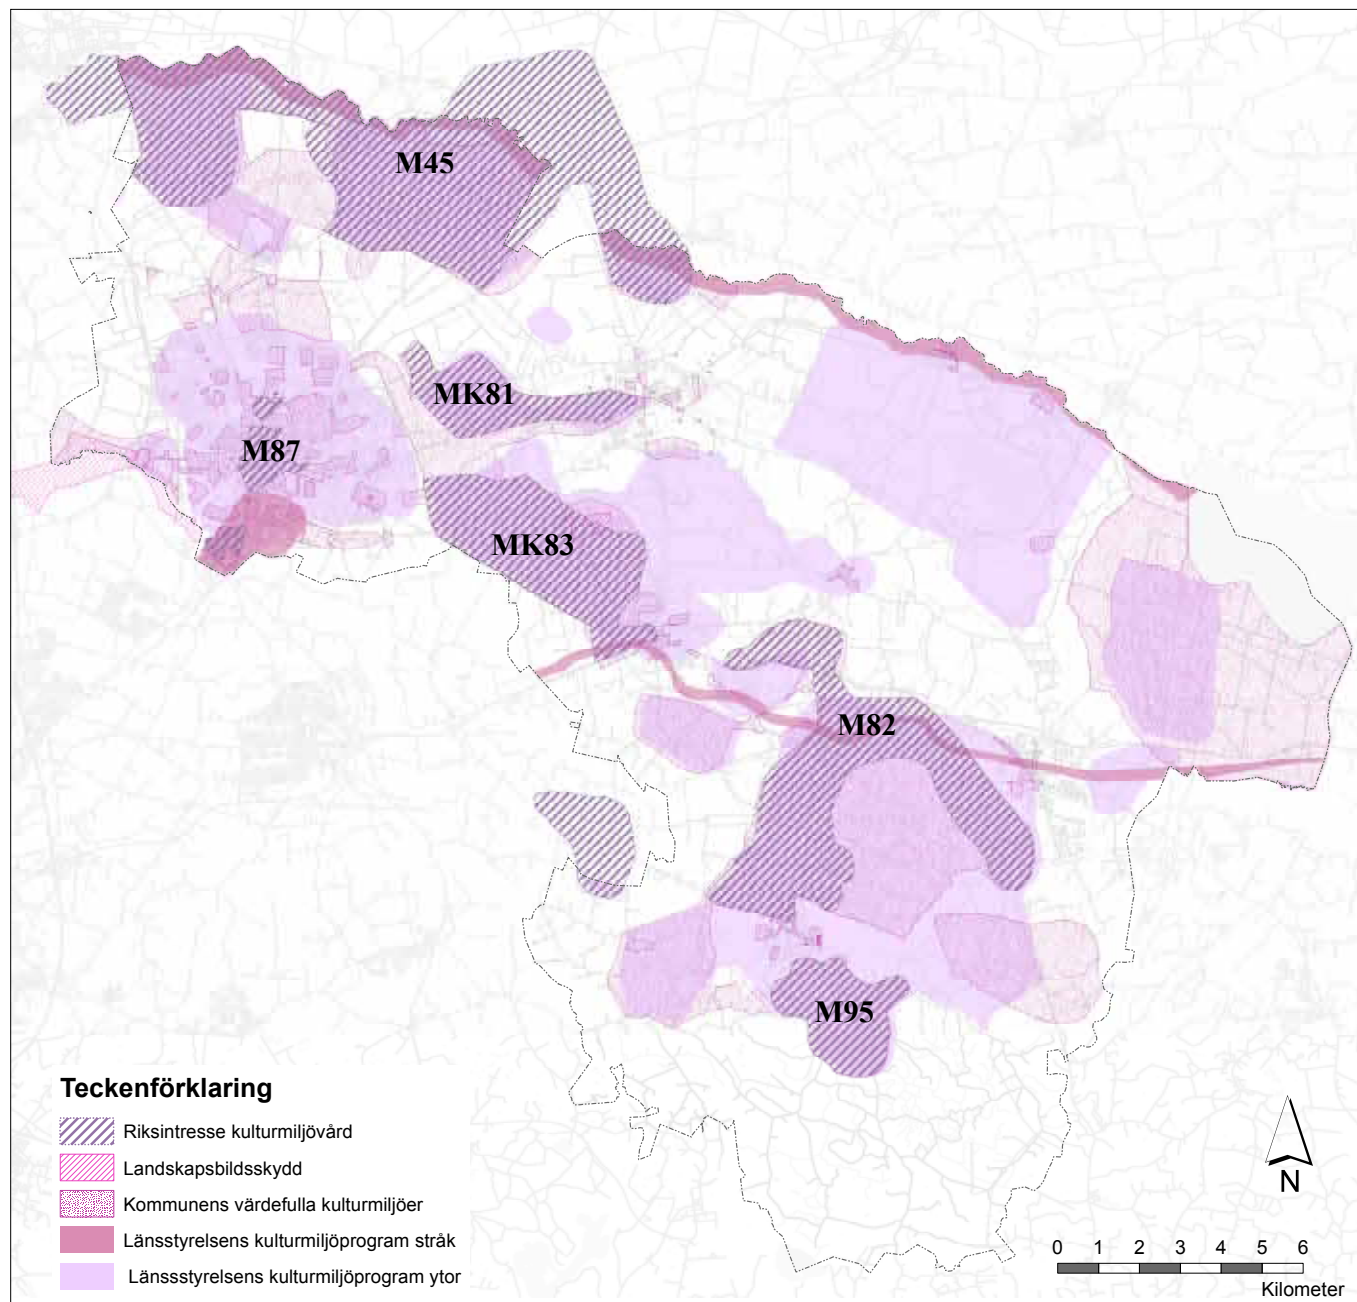 M45
MK81
M87
MK83
M82
M95
Teckenförklaring
Riksintresse kulturmiljövård
Landskapsbildsskydd
Kommunens värdefulla kulturmiljöer
Länsstyrelsens kulturmiljöprogram stråk
Länssstyrelsens kulturmiljöprogram ytor
N
0 1 2 3 4 5 6
Kilometer